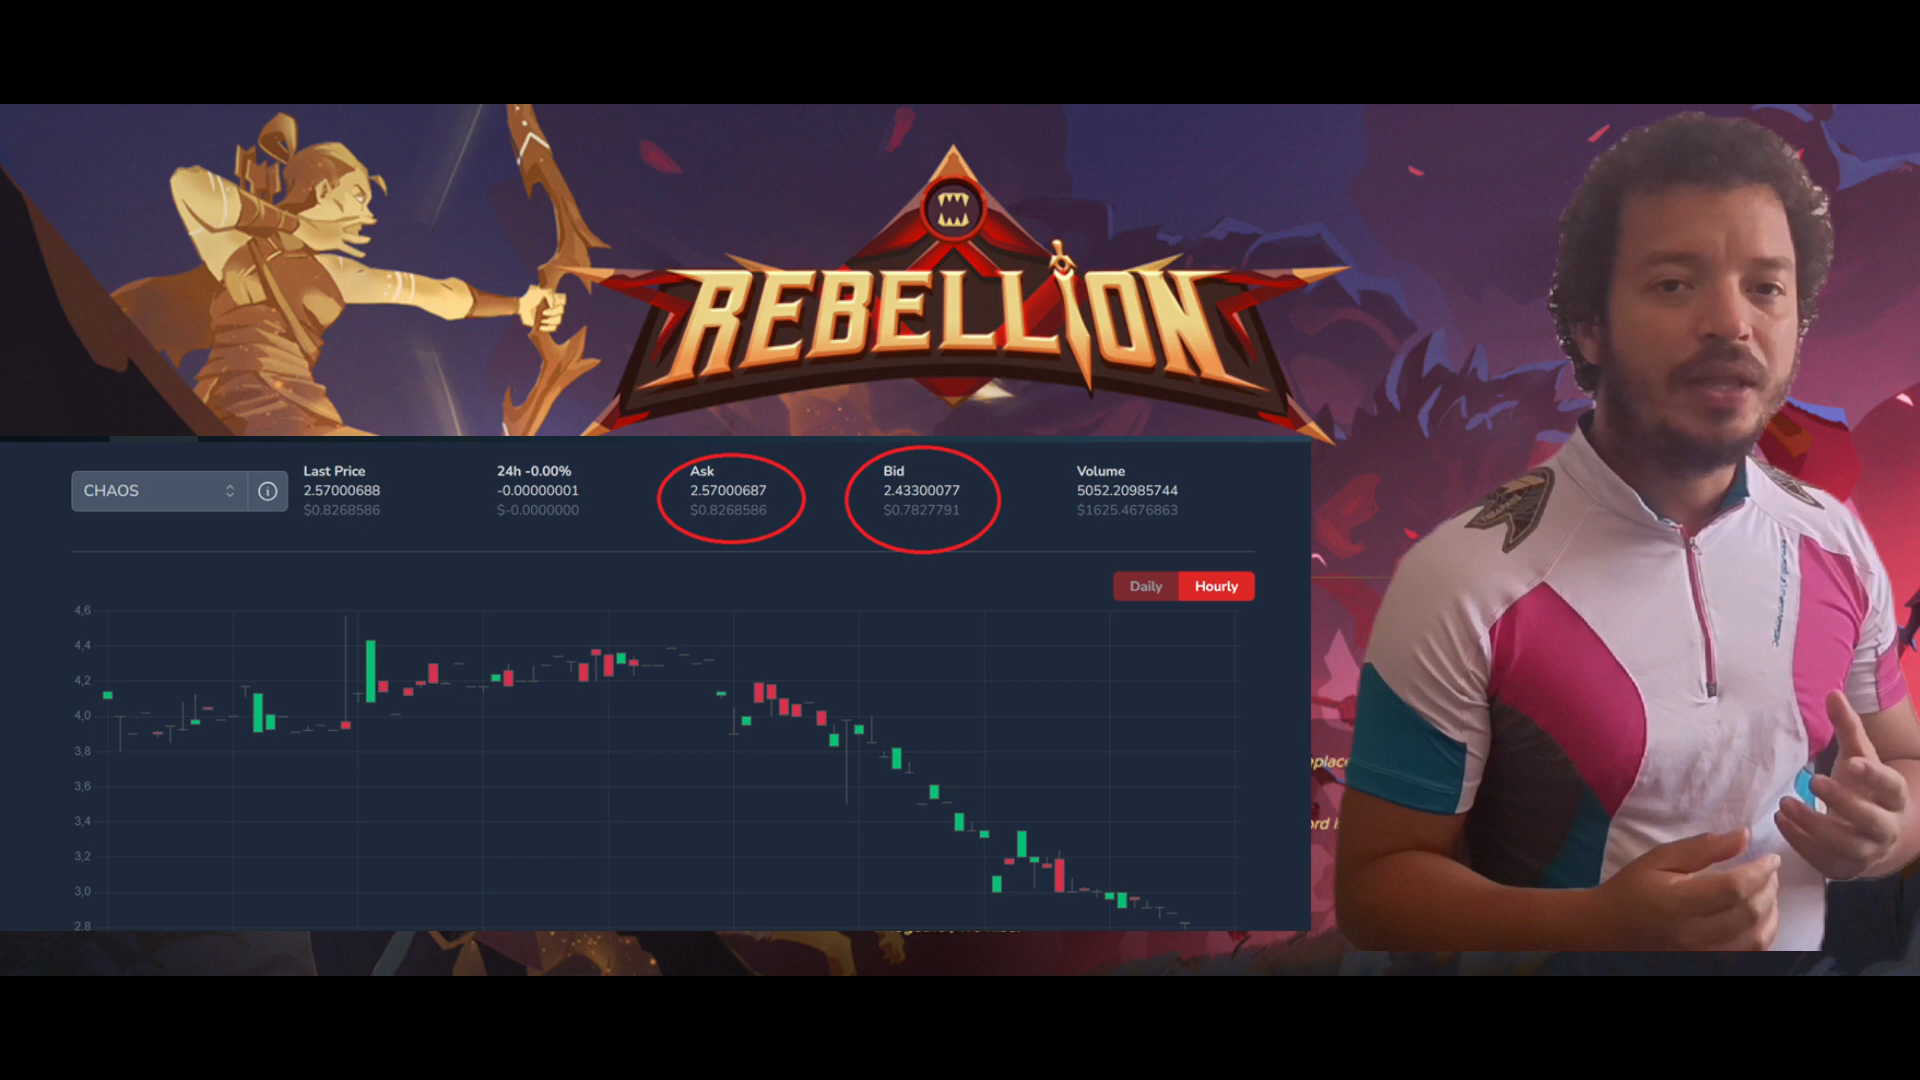 REBELLION
CHAOS
Last Price
2.57000688
$0.8268586
24h -0.00%
-0.00000001
$-0.0000000
Ask
2.57000687
$0.8268586
Bid
2.43300077
$0.7827791
Volume
5052.20985744
$1625.4676863
Daily
Hourly
4,6
4,4
4,2
4,0
3,8
3,6
3,4
3,2
3,0
2,8